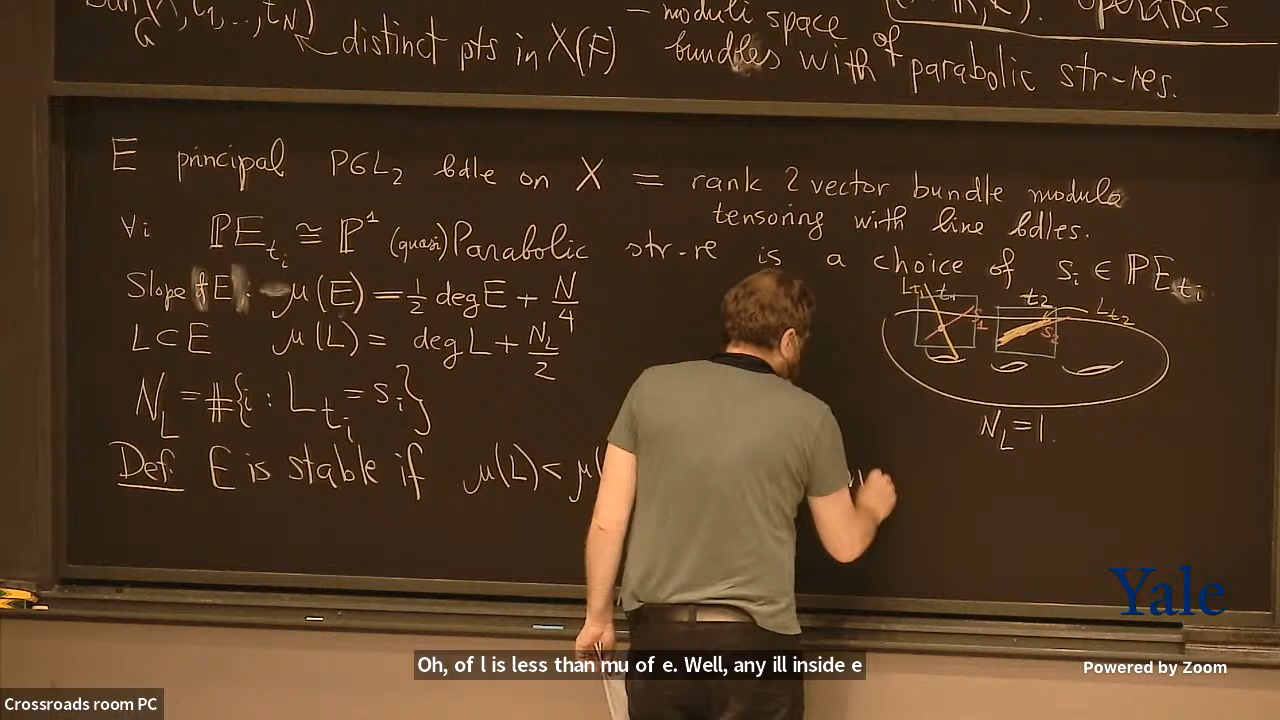 distinct pts in X(F)
— moduli space of
bundles with parabolic str-res.
operators
E principal PGL₂ bdle on X = rank 2 vector bundle modulo
tensoring with line bdles.
∀i ℙE_{t_i} ≅ ℙ¹ (quasi) Parabolic str-re is a choice of s_i ∈ ℙE_{t_i}
Slope of E: μ(E) = ½ deg E + N/4
L ⊂ E μ(L) = deg L + N_L/2
N_L = #{i : L_{t_i} = s_i}
Def: E is stable if μ(L) < μ(
L_{t_1} t_1 t_2 L_{t_2}
s_1 s_2
N_L = 1.
Yale
Oh, of l is less than mu of e. Well, any ill inside e
Powered by Zoom
Crossroads room PC